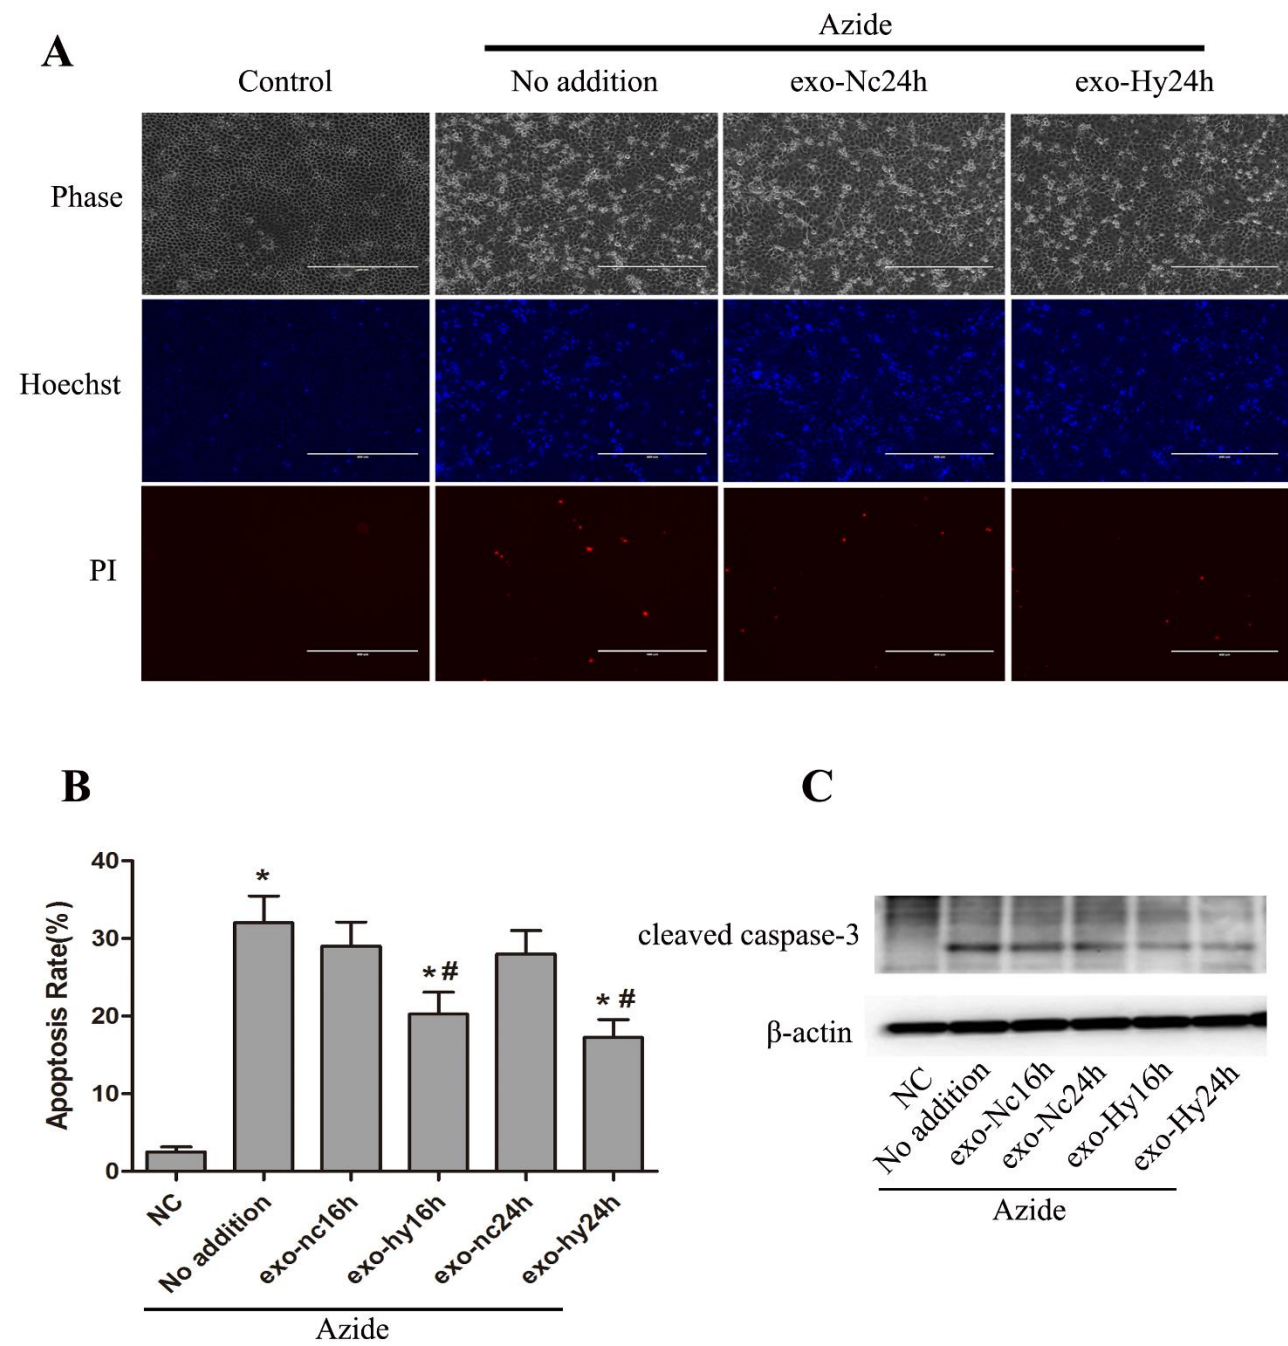 A
Azide
Control
No addition
exo-Nc24h
exo-Hy24h
Phase
Hoechst
PI
B
Apoptosis Rate(%)
40
30
20
10
0
*
* #
* #
NC
No addition
exo-nc16h
exo-hy16h
exo-nc24h
exo-hy24h
Azide
C
cleaved caspase-3
β-actin
NC
No addition
exo-Nc16h
exo-Nc24h
exo-Hy16h
exo-Hy24h
Azide